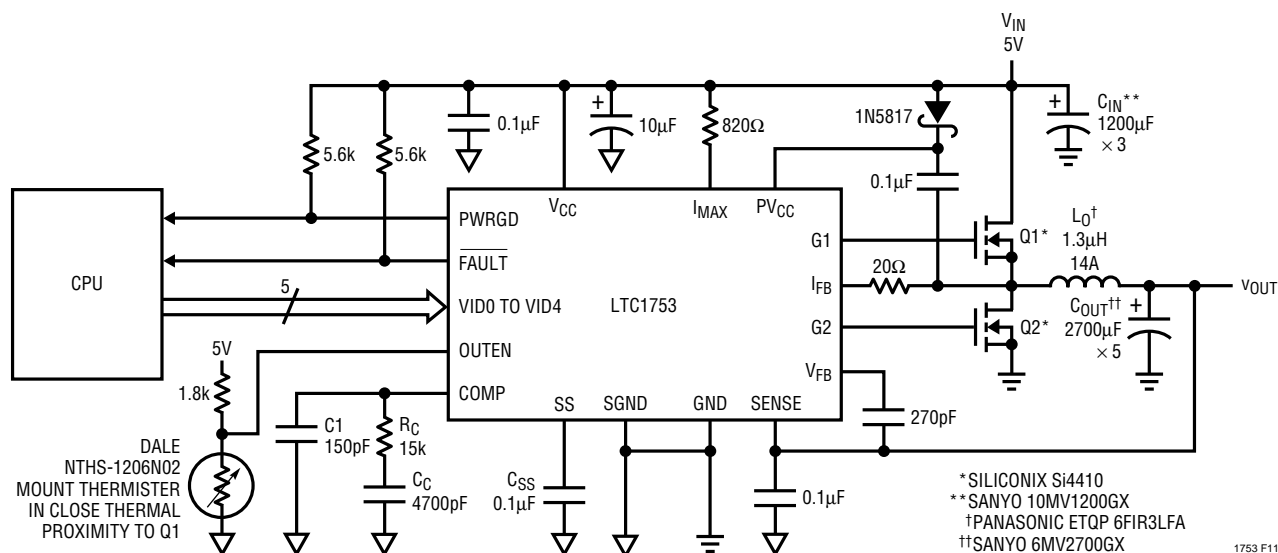 V_IN
5V
C_IN**
1200µF
× 3
1N5817
5.6k
5.6k
0.1µF
+
10µF
820Ω
+
0.1µF
V_CC
I_MAX
PV_CC
PWRGD
G1
Q1*
L_O†
1.3µH
14A
CPU
FAULT
I_FB
20Ω
V_OUT
5
VID0 TO VID4
LTC1753
G2
Q2*
C_OUT††
2700µF
× 5
+
5V
OUTEN
V_FB
1.8k
COMP
SS
SGND
GND
SENSE
270pF
C1
150pF
R_C
15k
DALE
NTHS-1206N02
MOUNT THERMISTER
IN CLOSE THERMAL
PROXIMITY TO Q1
C_C
4700pF
C_SS
0.1µF
0.1µF
*SILICONIX Si4410
**SANYO 10MV1200GX
†PANASONIC ETQP 6FIR3LFA
††SANYO 6MV2700GX
1753 F11